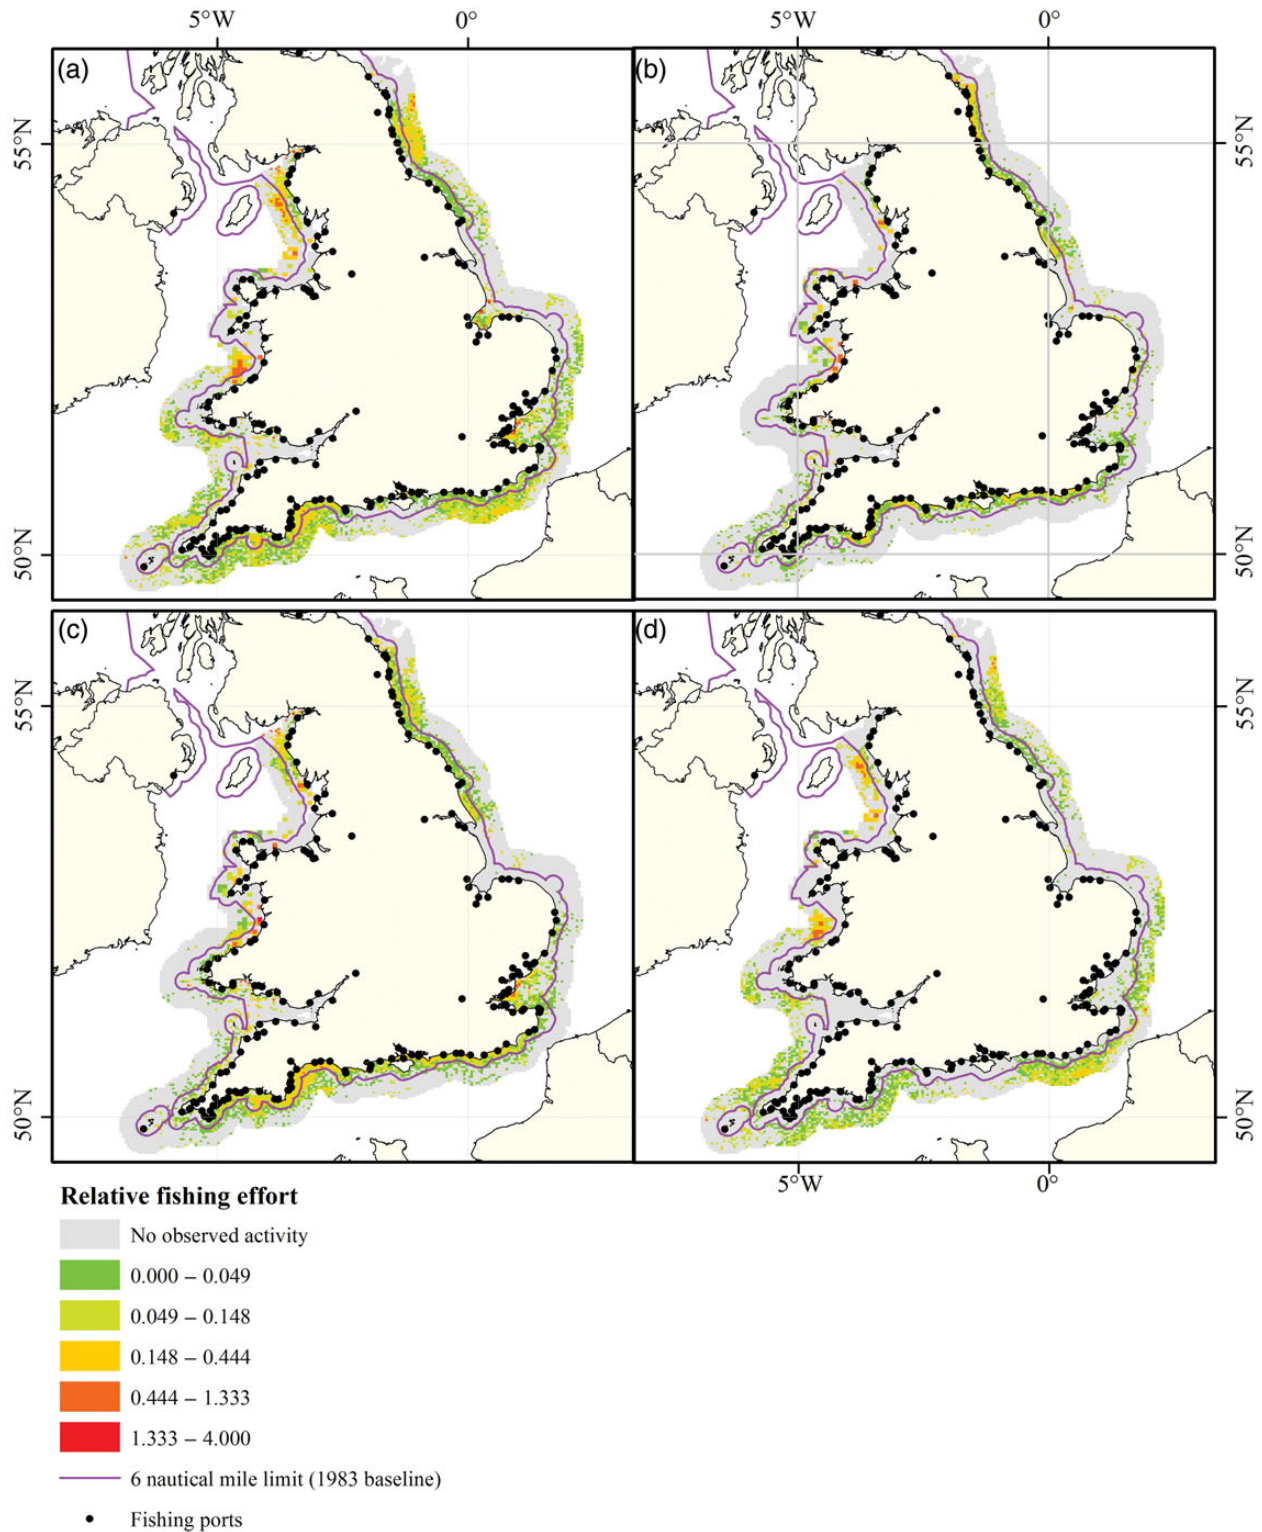 5°W 0° 5°W 0°
(a) (b)
55°N 55°N
50°N 50°N
(c) (d)
55°N 55°N
50°N 50°N
5°W 0°
Relative fishing effort
No observed activity
0.000 – 0.049
0.049 – 0.148
0.148 – 0.444
0.444 – 1.333
1.333 – 4.000
6 nautical mile limit (1983 baseline)
Fishing ports